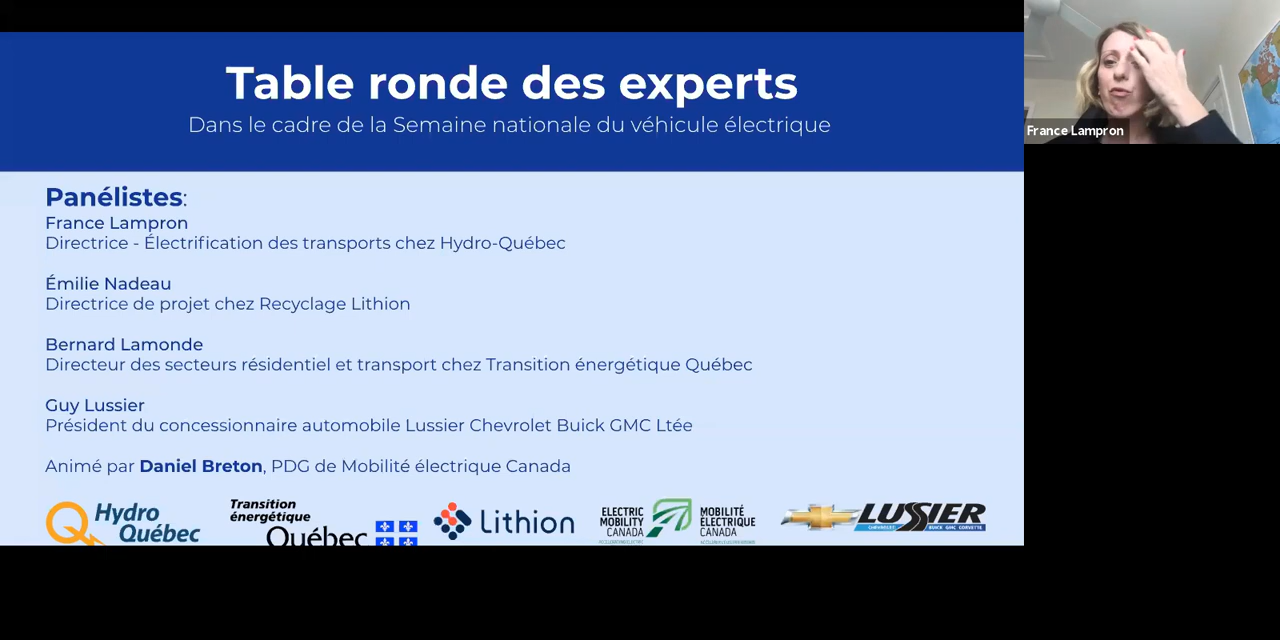 Table ronde des experts
Dans le cadre de la Semaine nationale du véhicule électrique
France Lampron
Panélistes:
France Lampron
Directrice - Électrification des transports chez Hydro-Québec
Émilie Nadeau
Directrice de projet chez Recyclage Lithion
Bernard Lamonde
Directeur des secteurs résidentiel et transport chez Transition énergétique Québec
Guy Lussier
Président du concessionnaire automobile Lussier Chevrolet Buick GMC Ltée
Animé par Daniel Breton, PDG de Mobilité électrique Canada
Hydro
Québec
Transition
énergétique
Québec
Lithion
ELECTRIC
MOBILITY
CANADA
MOBILITÉ
ÉLECTRIQUE
CANADA
LUSSIER
CHEVROLET BUICK GMC CORVETTE